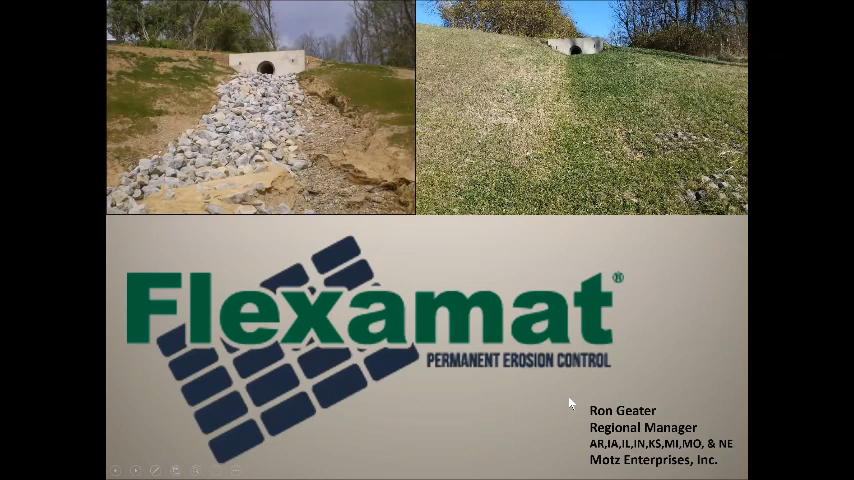 Flexamat®
PERMANENT EROSION CONTROL
Ron Geater
Regional Manager
AR,IA,IL,IN,KS,MI,MO, & NE
Motz Enterprises, Inc.